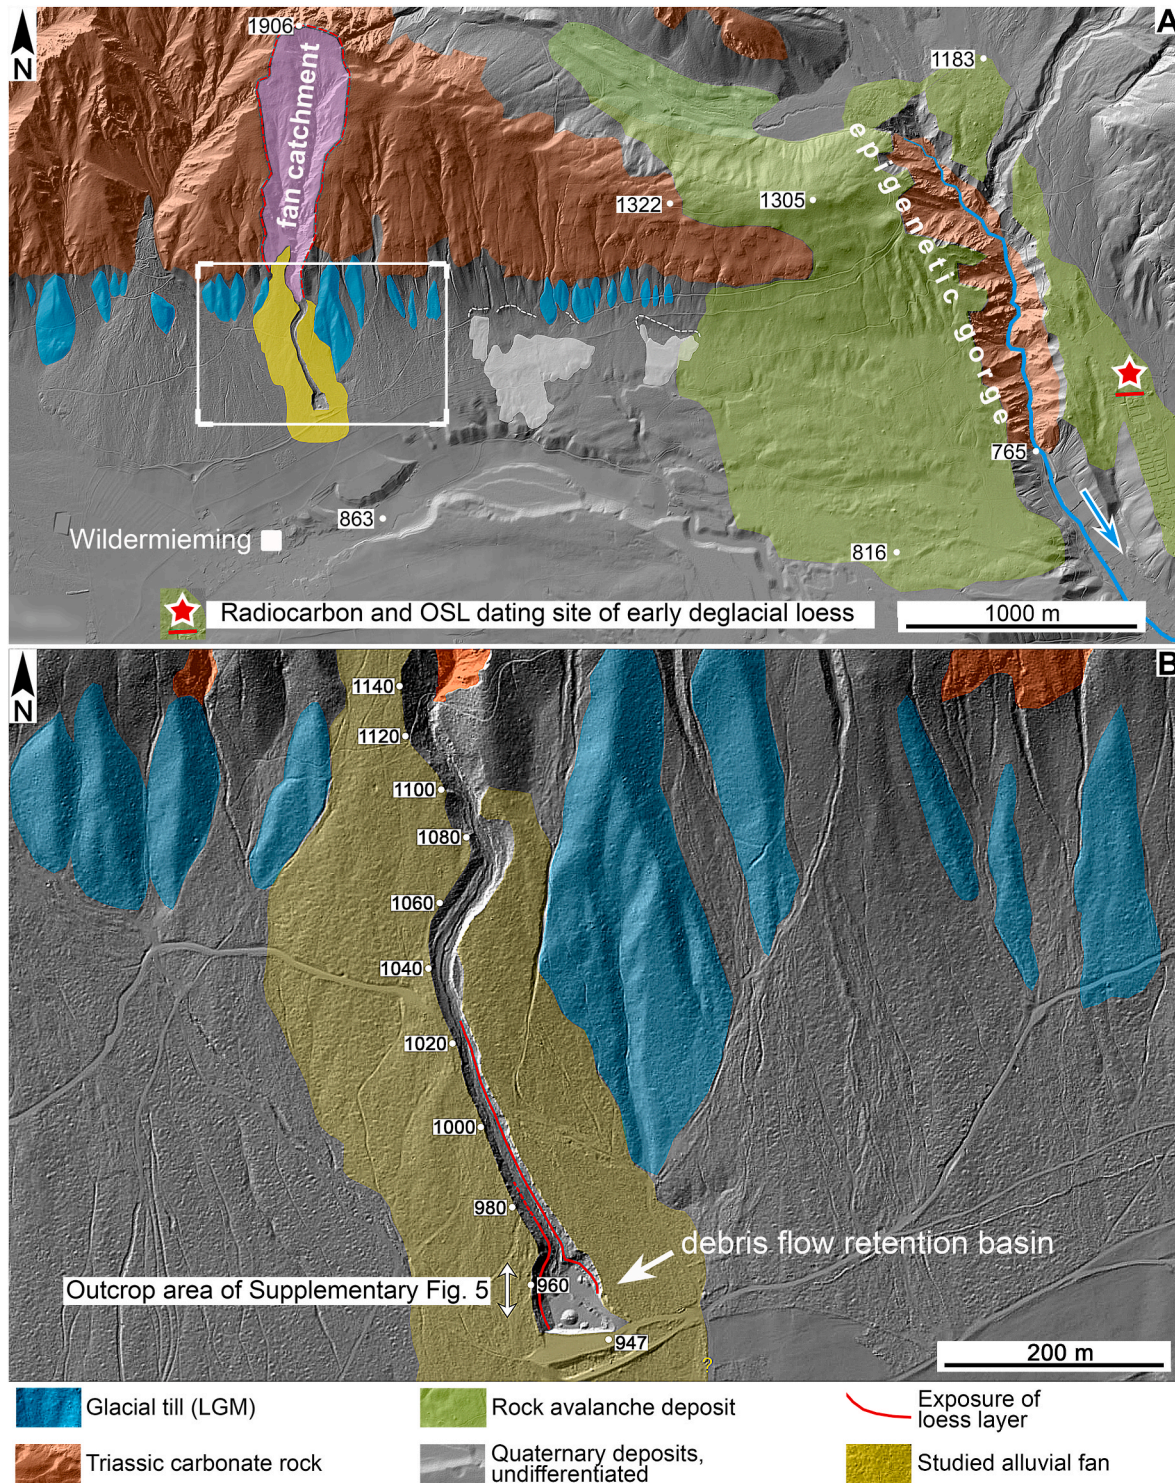 A
N
1906
fan catchment
1183
epigenetic gorge
1322
1305
765
863
Wildermieming
816
Radiocarbon and OSL dating site of early deglacial loess
1000 m
B
N
1140
1120
1100
1080
1060
1040
1020
1000
980
debris flow retention basin
Outcrop area of Supplementary Fig. 5
960
947
?
200 m
Glacial till (LGM)
Rock avalanche deposit
Exposure of
loess layer
Triassic carbonate rock
Quaternary deposits,
undifferentiated
Studied alluvial fan